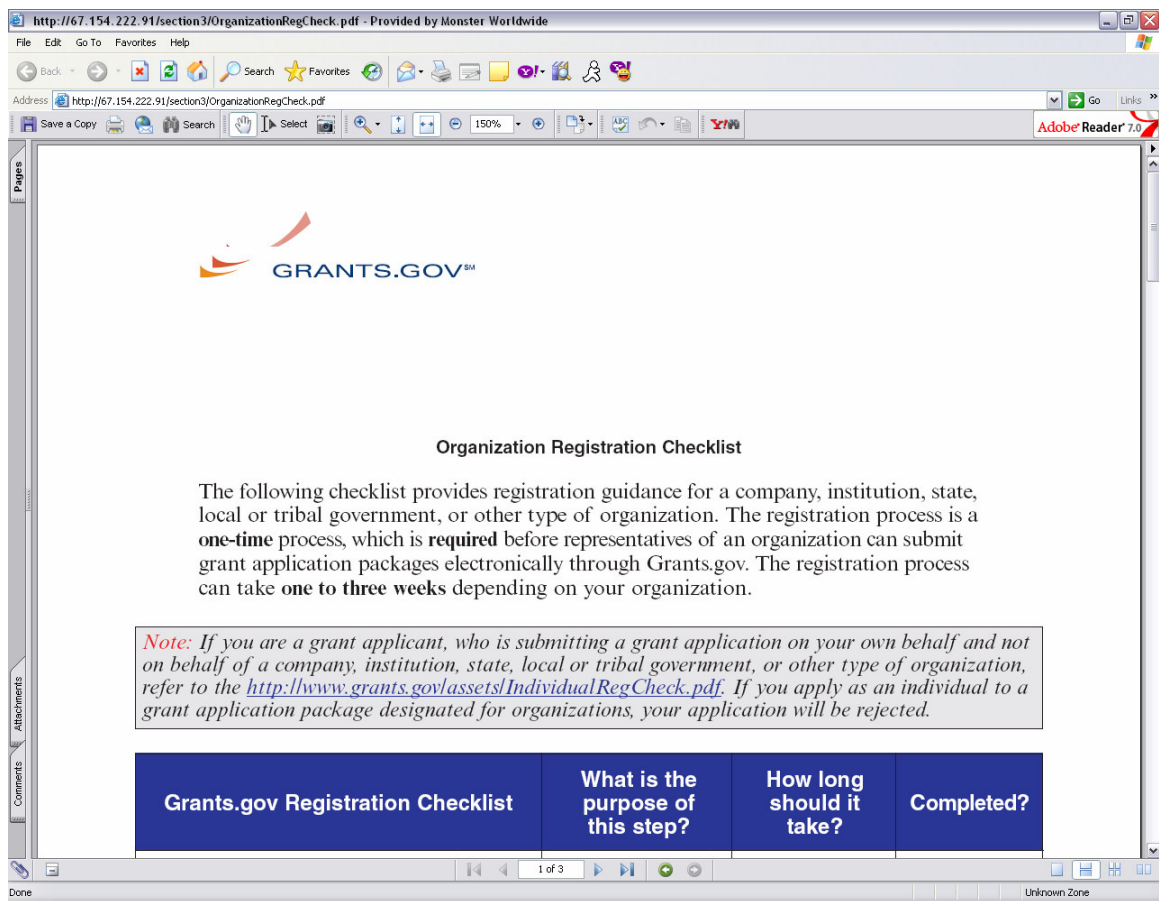 http://67.154.222.91/section3/OrganizationRegCheck.pdf - Provided by Monster Worldwide
File Edit Go To Favorites Help
Back Search Favorites
Address http://67.154.222.91/section3/OrganizationRegCheck.pdf Go Links »
Save a Copy Search Select 150% Y! Adobe Reader 7.0
Pages
GRANTS.GOV℠
Organization Registration Checklist
The following checklist provides registration guidance for a company, institution, state,
local or tribal government, or other type of organization. The registration process is a
one-time process, which is required before representatives of an organization can submit
grant application packages electronically through Grants.gov. The registration process
can take one to three weeks depending on your organization.
Note: If you are a grant applicant, who is submitting a grant application on your own behalf and not
on behalf of a company, institution, state, local or tribal government, or other type of organization,
refer to the http://www.grants.gov/assets/IndividualRegCheck.pdf. If you apply as an individual to a
grant application package designated for organizations, your application will be rejected.
Attachments
Comments
Grants.gov Registration Checklist
What is the
purpose of
this step?
How long
should it
take?
Completed?
1 of 3
Done Unknown Zone